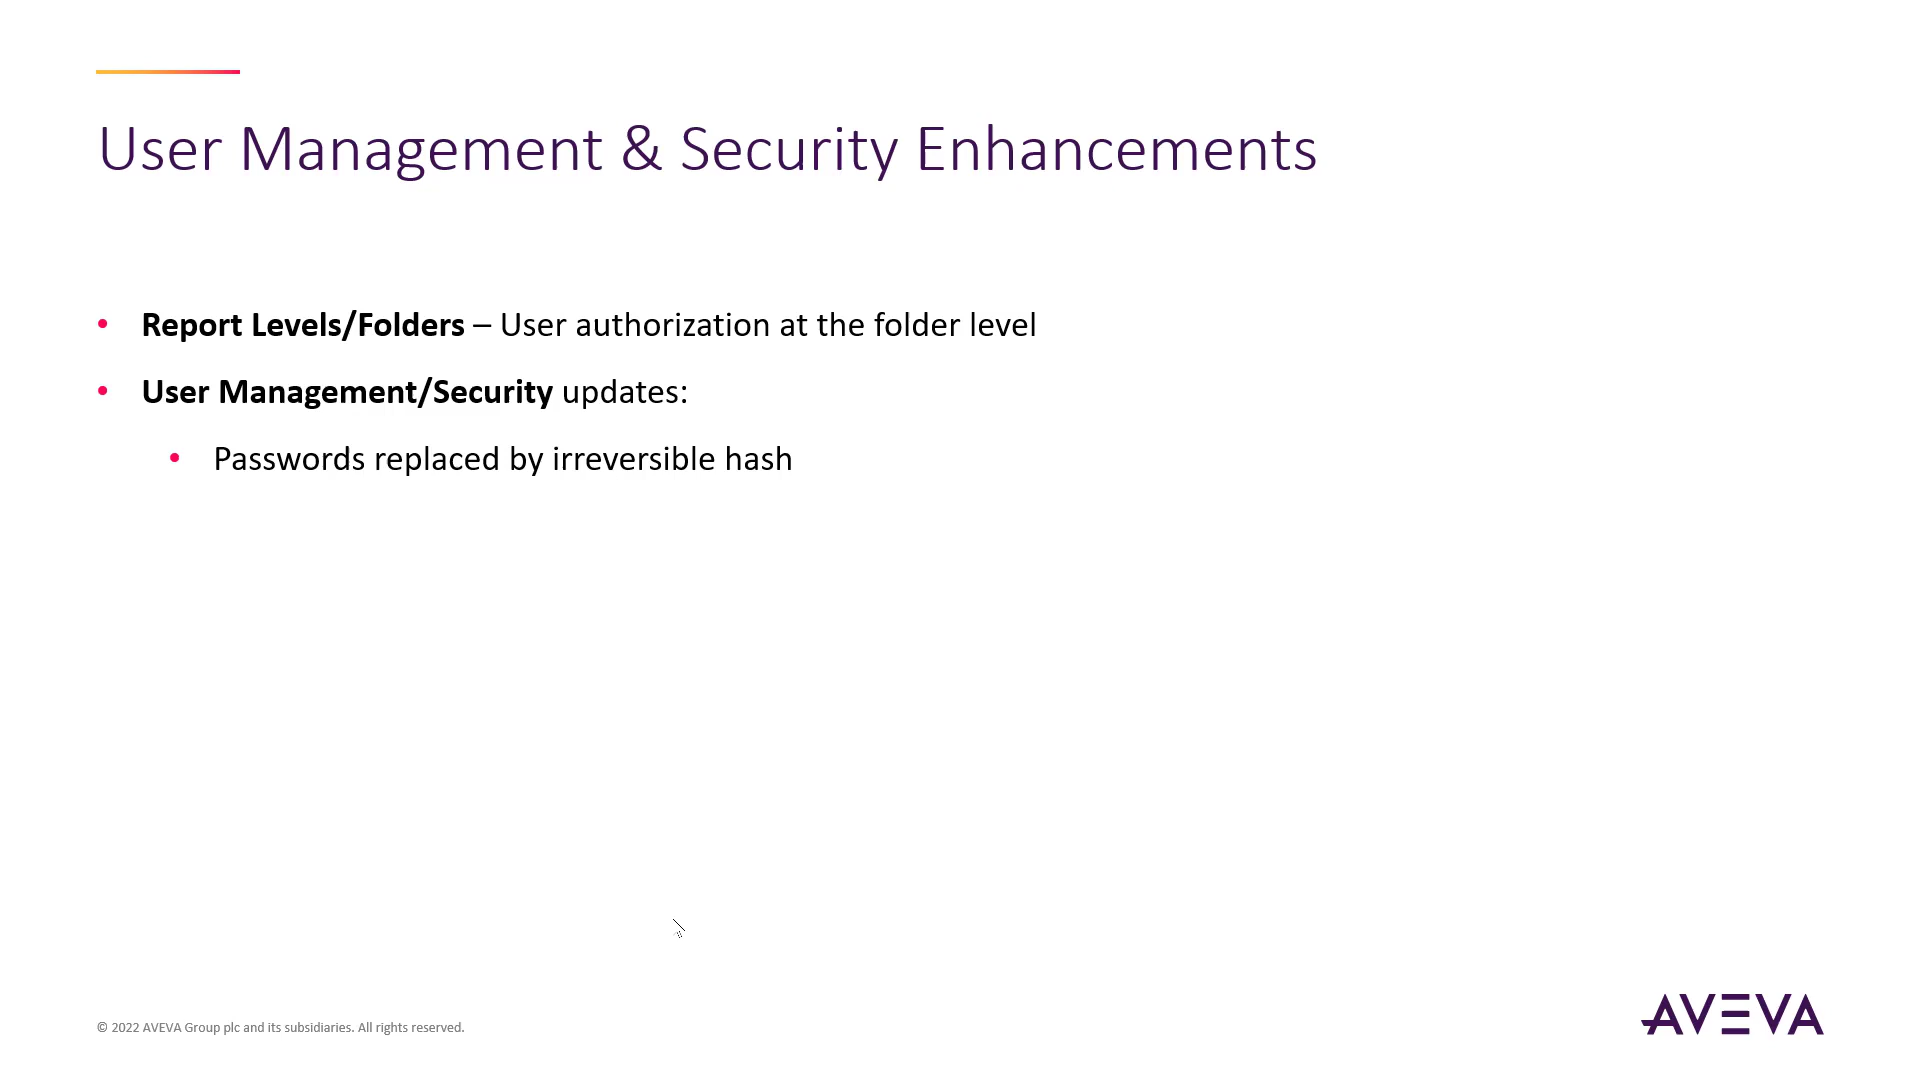 User Management & Security Enhancements
• Report Levels/Folders – User authorization at the folder level
• User Management/Security updates:
• Passwords replaced by irreversible hash
© 2022 AVEVA Group plc and its subsidiaries. All rights reserved.
AVEVA